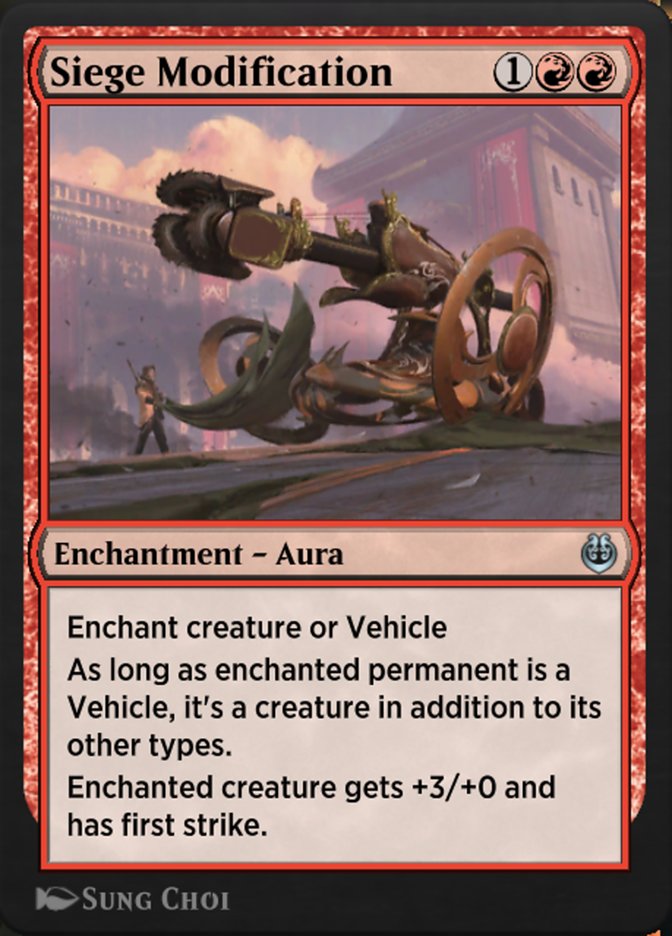 Siege Modification 1
Enchantment – Aura
Enchant creature or Vehicle
As long as enchanted permanent is a
Vehicle, it's a creature in addition to its
other types.
Enchanted creature gets +3/+0 and
has first strike.
Sung Choi